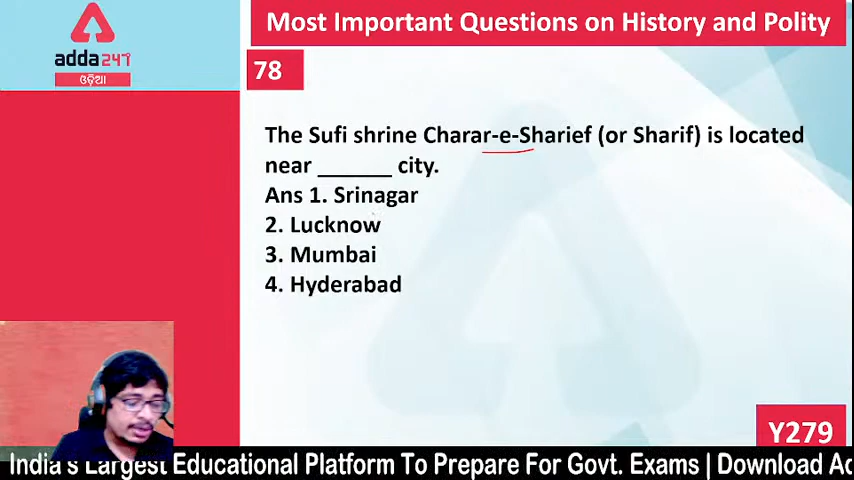 Most Important Questions on History and Polity
adda247
ଓଡ଼ିଆ
78
The Sufi shrine Charar-e-Sharief (or Sharif) is located
near ______ city.
Ans 1. Srinagar
2. Lucknow
3. Mumbai
4. Hyderabad
Y279
India's Largest Educational Platform To Prepare For Govt. Exams | Download Ad